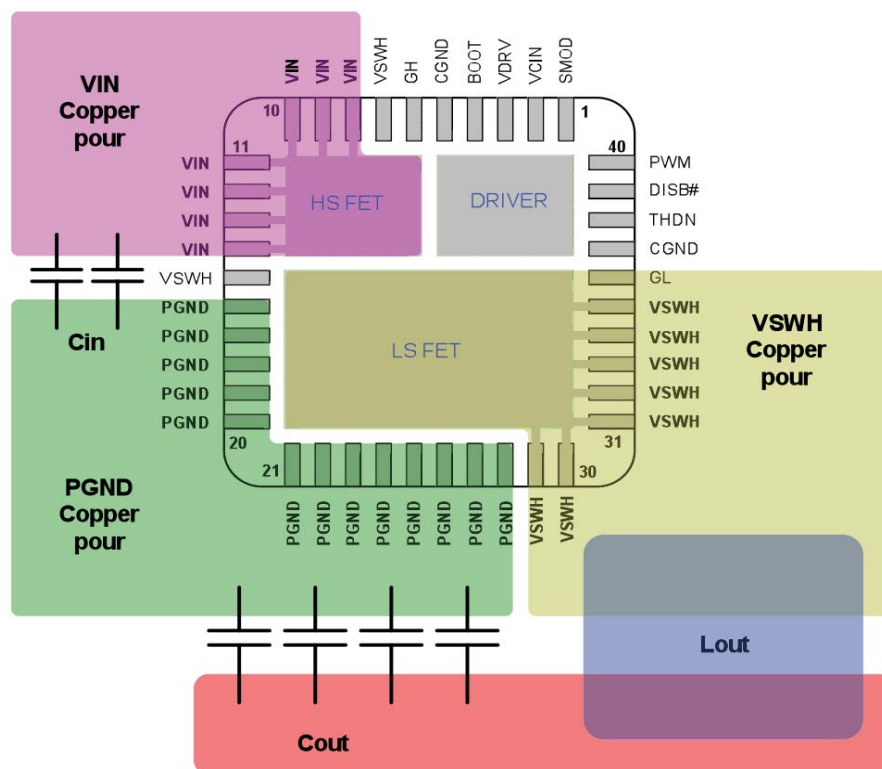 VIN
Copper
pour
VIN
VIN
VIN
VSWH
GH
CGND
BOOT
VDRV
VCIN
SMOD
10
1
11
40
VIN
VIN
VIN
VIN
VSWH
PGND
PGND
PGND
PGND
PGND
HS FET
DRIVER
LS FET
PWM
DISB#
THDN
CGND
GL
VSWH
VSWH
VSWH
VSWH
VSWH
VSWH
Copper
pour
Cin
20
21
31
30
PGND
PGND
PGND
PGND
PGND
PGND
PGND
PGND
VSWH
VSWH
PGND
Copper
pour
Lout
Cout